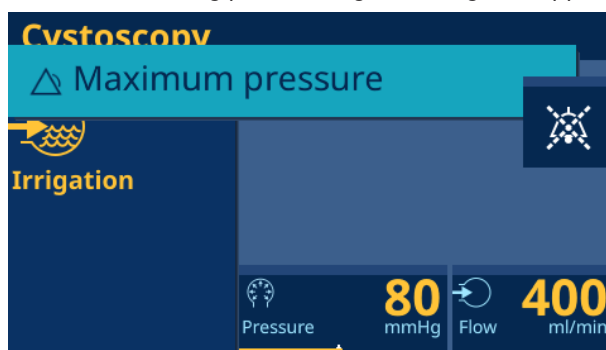 Cystoscopy
Maximum pressure
Irrigation
80
400
Pressure
mmHg
Flow
ml/min